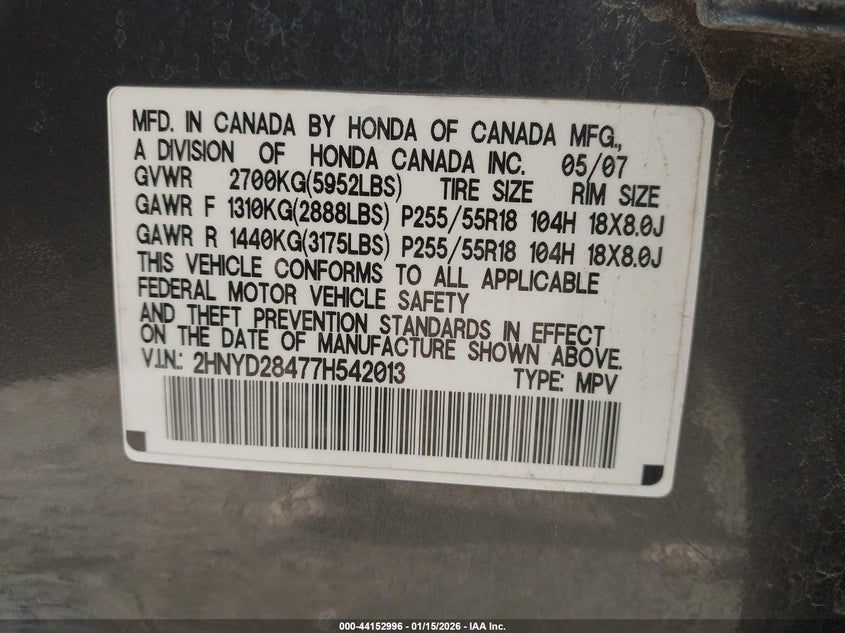 MFD. IN CANADA BY HONDA OF CANADA MFG.,
A DIVISION OF HONDA CANADA INC. 05/07
GVWR 2700KG(5952LBS) TIRE SIZE RIM SIZE
GAWR F 1310KG(2888LBS) P255/55R18 104H 18X8.0J
GAWR R 1440KG(3175LBS) P255/55R18 104H 18X8.0J
THIS VEHICLE CONFORMS TO ALL APPLICABLE
FEDERAL MOTOR VEHICLE SAFETY
AND THEFT PREVENTION STANDARDS IN EFFECT
ON THE DATE OF MANUFACTURE SHOWN ABOVE.
V.I.N.: 2HNYD28477H542013 TYPE: MPV
000-44152996 - 01/15/2026 - IAA Inc.